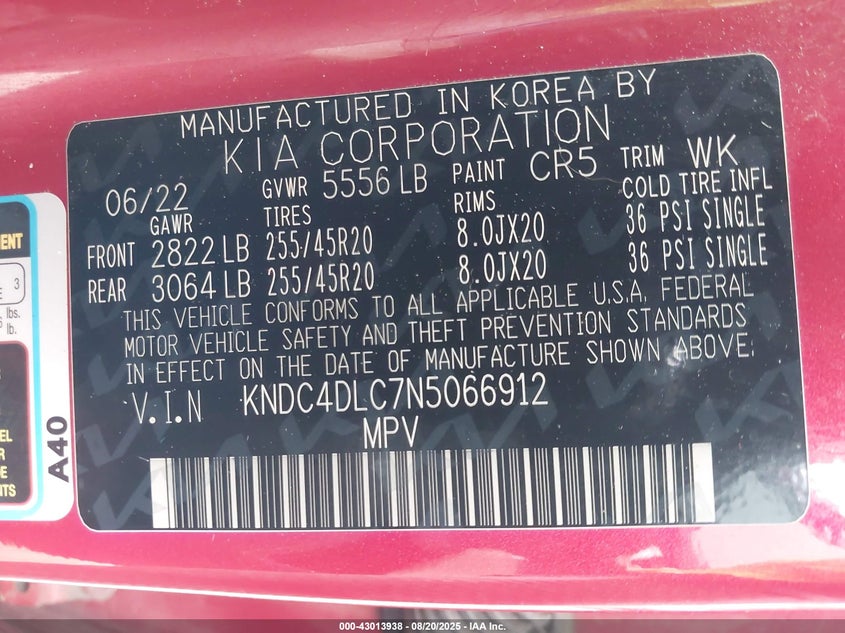 MANUFACTURED IN KOREA BY
KIA CORPORATION
06/22 GVWR 5556 LB PAINT CR5 TRIM WK
GAWR TIRES RIMS COLD TIRE INFL
FRONT 2822 LB 255/45R20 8.0JX20 36 PSI SINGLE
REAR 3064 LB 255/45R20 8.0JX20 36 PSI SINGLE
THIS VEHICLE CONFORMS TO ALL APPLICABLE U.S.A. FEDERAL
MOTOR VEHICLE SAFETY AND THEFT PREVENTION STANDARDS
IN EFFECT ON THE DATE OF MANUFACTURE SHOWN ABOVE.
V.I.N KNDC4DLC7N5066912
MPV
3
lbs.
lb.
A40
000-43013938 - 08/20/2025 - IAA Inc.